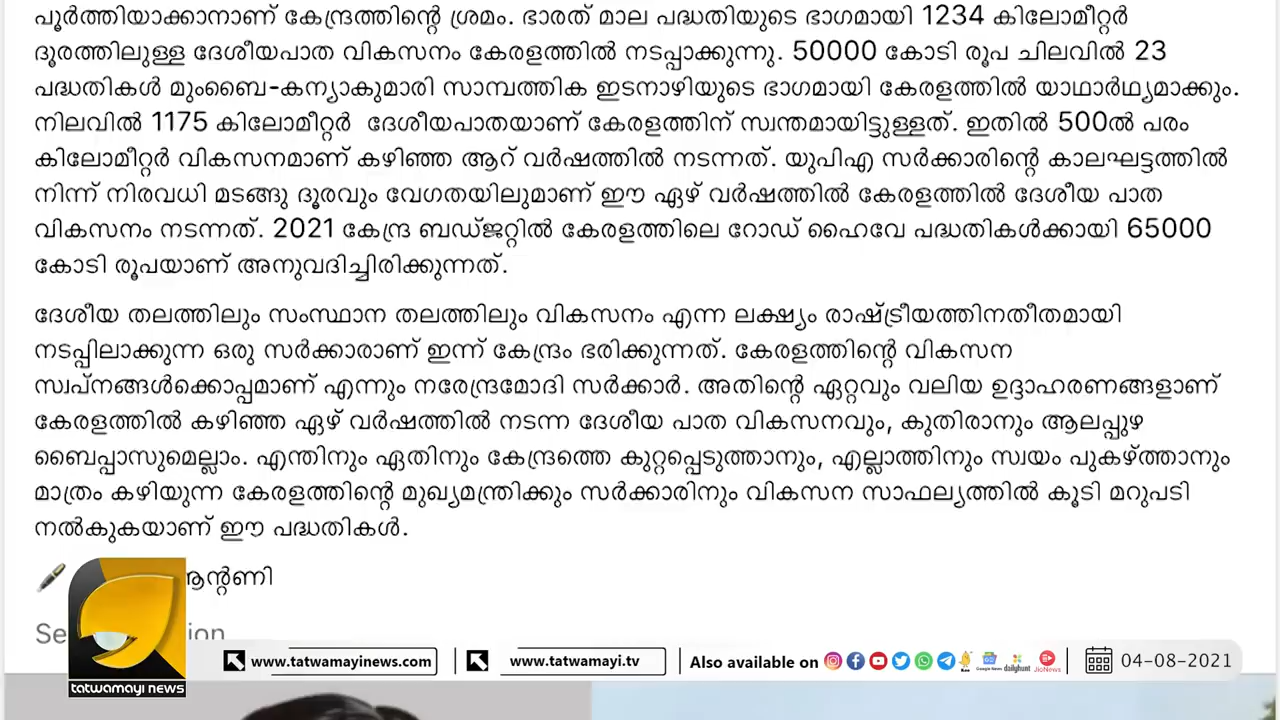 പൂർത്തിയാക്കാനാണ് കേന്ദ്രത്തിന്റെ ശ്രമം. ഭാരത് മാല പദ്ധതിയുടെ ഭാഗമായി 1234 കിലോമീറ്റർ
ദൂരത്തിലുള്ള ദേശീയപാത വികസനം കേരളത്തിൽ നടപ്പാക്കുന്നു. 50000 കോടി രൂപ ചിലവിൽ 23
പദ്ധതികൾ മുംബൈ-കന്യാകുമാരി സാമ്പത്തിക ഇടനാഴിയുടെ ഭാഗമായി കേരളത്തിൽ യാഥാർഥ്യമാക്കും.
നിലവിൽ 1175 കിലോമീറ്റർ ദേശീയപാതയാണ് കേരളത്തിന് സ്വന്തമായിട്ടുള്ളത്. ഇതിൽ 500ൽ പരം
കിലോമീറ്റർ വികസനമാണ് കഴിഞ്ഞ ആറ് വർഷത്തിൽ നടന്നത്. യുപിഎ സർക്കാരിന്റെ കാലഘട്ടത്തിൽ
നിന്ന് നിരവധി മടങ്ങു ദൂരവും വേഗതയിലുമാണ് ഈ ഏഴ് വർഷത്തിൽ കേരളത്തിൽ ദേശീയ പാത
വികസനം നടന്നത്. 2021 കേന്ദ്ര ബഡ്ജറ്റിൽ കേരളത്തിലെ റോഡ് ഹൈവേ പദ്ധതികൾക്കായി 65000
കോടി രൂപയാണ് അനുവദിച്ചിരിക്കുന്നത്.
ദേശീയ തലത്തിലും സംസ്ഥാന തലത്തിലും വികസനം എന്ന ലക്ഷ്യം രാഷ്ട്രീയത്തിനതീതമായി
നടപ്പിലാക്കുന്ന ഒരു സർക്കാരാണ് ഇന്ന് കേന്ദ്രം ഭരിക്കുന്നത്. കേരളത്തിന്റെ വികസന
സ്വപ്നങ്ങൾക്കൊപ്പമാണ് എന്നും നരേന്ദ്രമോദി സർക്കാർ. അതിന്റെ ഏറ്റവും വലിയ ഉദ്ദാഹരണങ്ങളാണ്
കേരളത്തിൽ കഴിഞ്ഞ ഏഴ് വർഷത്തിൽ നടന്ന ദേശീയ പാത വികസനവും, കുതിരാനും ആലപ്പുഴ
ബൈപ്പാസുമെല്ലാം. എന്തിനും ഏതിനും കേന്ദ്രത്തെ കുറ്റപ്പെടുത്താനും, എല്ലാത്തിനും സ്വയം പുകഴ്ത്താനും
മാത്രം കഴിയുന്ന കേരളത്തിന്റെ മുഖ്യമന്ത്രിക്കും സർക്കാരിനും വികസന സാഫല്യത്തിൽ കൂടി മറുപടി
നൽകുകയാണ് ഈ പദ്ധതികൾ.
ആന്റണി
tatwamayi news
www.tatwamayinews.com
www.tatwamayi.tv
Also available on
Google News
dailyhunt
JioNews
04-08-2021